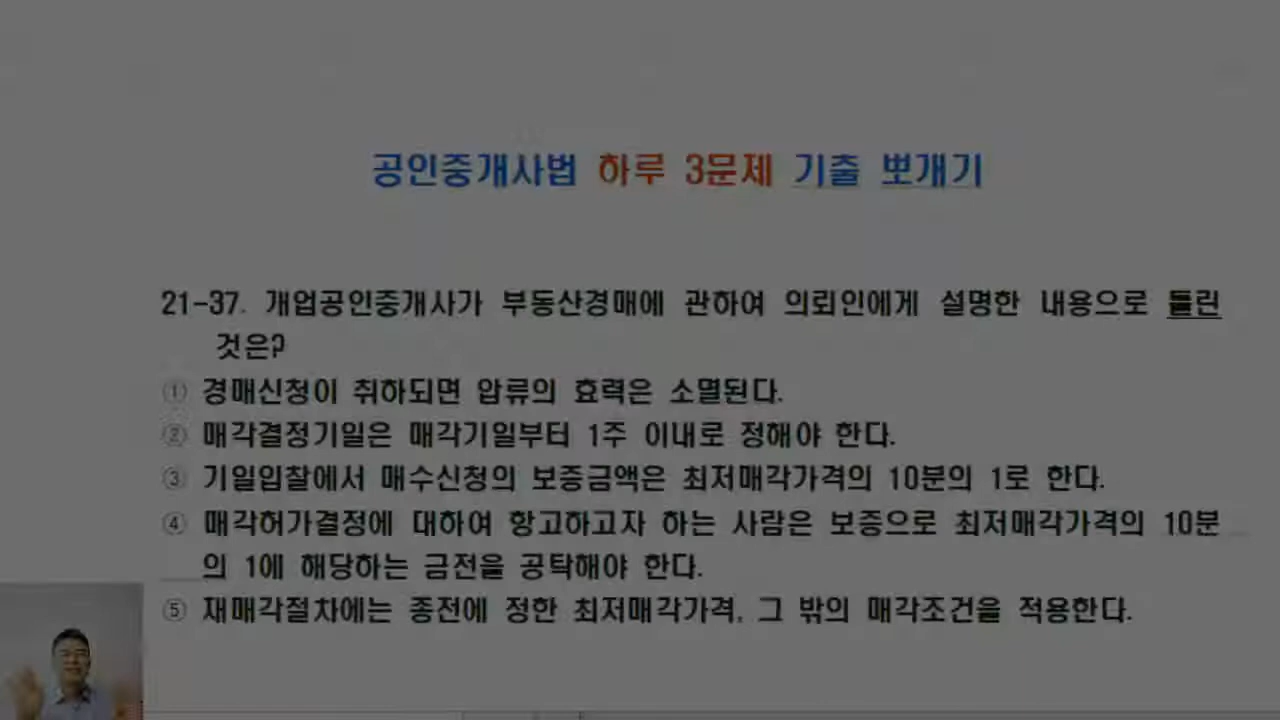 공인중개사법 하루 3문제 기출 뽀개기
21-37. 개업공인중개사가 부동산경매에 관하여 의뢰인에게 설명한 내용으로 틀린
것은?
① 경매신청이 취하되면 압류의 효력은 소멸된다.
② 매각결정기일은 매각기일부터 1주 이내로 정해야 한다.
③ 기일입찰에서 매수신청의 보증금액은 최저매각가격의 10분의 1로 한다.
④ 매각허가결정에 대하여 항고하고자 하는 사람은 보증으로 최저매각가격의 10분
의 1에 해당하는 금전을 공탁해야 한다.
⑤ 재매각절차에는 종전에 정한 최저매각가격, 그 밖의 매각조건을 적용한다.